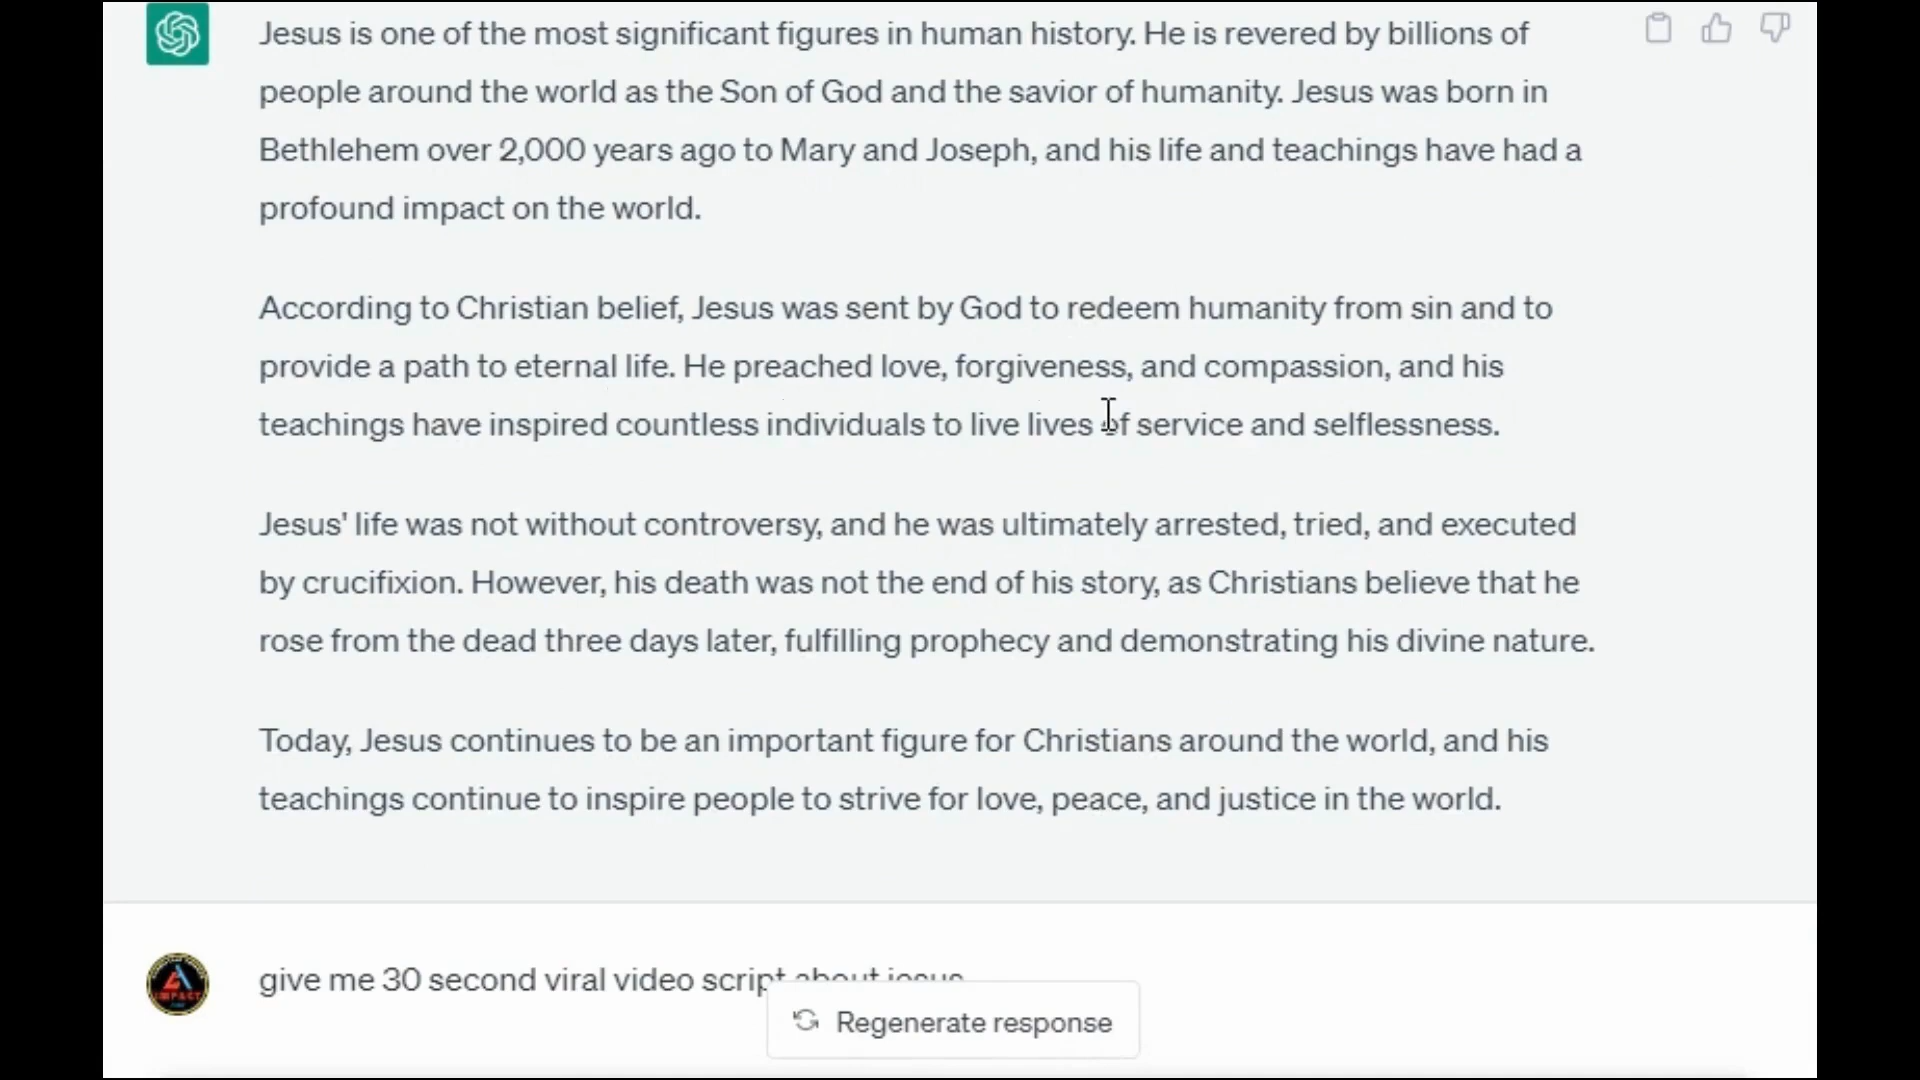 Jesus is one of the most significant figures in human history. He is revered by billions of
people around the world as the Son of God and the savior of humanity. Jesus was born in
Bethlehem over 2,000 years ago to Mary and Joseph, and his life and teachings have had a
profound impact on the world.
According to Christian belief, Jesus was sent by God to redeem humanity from sin and to
provide a path to eternal life. He preached love, forgiveness, and compassion, and his
teachings have inspired countless individuals to live lives of service and selflessness.
Jesus' life was not without controversy, and he was ultimately arrested, tried, and executed
by crucifixion. However, his death was not the end of his story, as Christians believe that he
rose from the dead three days later, fulfilling prophecy and demonstrating his divine nature.
Today, Jesus continues to be an important figure for Christians around the world, and his
teachings continue to inspire people to strive for love, peace, and justice in the world.
IMPACT
give me 30 second viral video script about jesus
Regenerate response